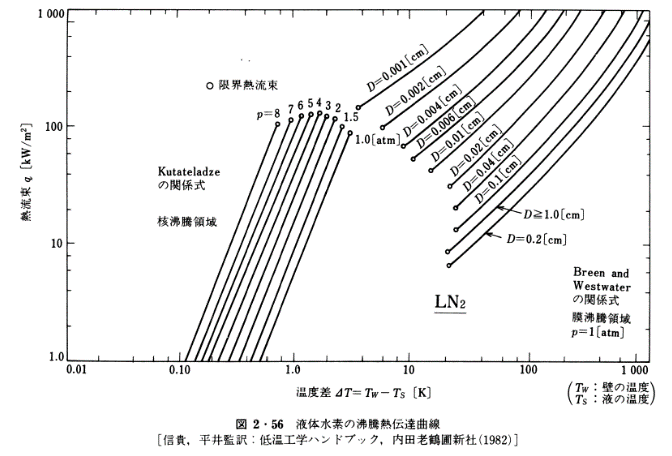 1 000
100
10
1.0
熱流束 q [kW/m²]
○ 限界熱流束
p=8 7 6 5 4 3 2 1.5
1.0[atm]
Kutateladze
の関係式
核沸騰領域
D=0.001[cm]
D=0.002[cm]
D=0.004[cm]
D=0.006[cm]
D=0.01[cm]
D=0.02[cm]
D=0.04[cm]
D=0.1[cm]
D≧1.0[cm]
D=0.2[cm]
LN₂
Breen and
Westwater
の関係式
膜沸騰領域
p=1[atm]
0.01 0.1 1.0 10 100 1 000
温度差 ΔT=T_W−T_S [K]
(T_W：壁の温度
T_S：液の温度)
図 2・56 液体水素の沸騰熱伝達曲線
[信貴，平井監訳：低温工学ハンドブック，内田老鶴圃新社(1982)]